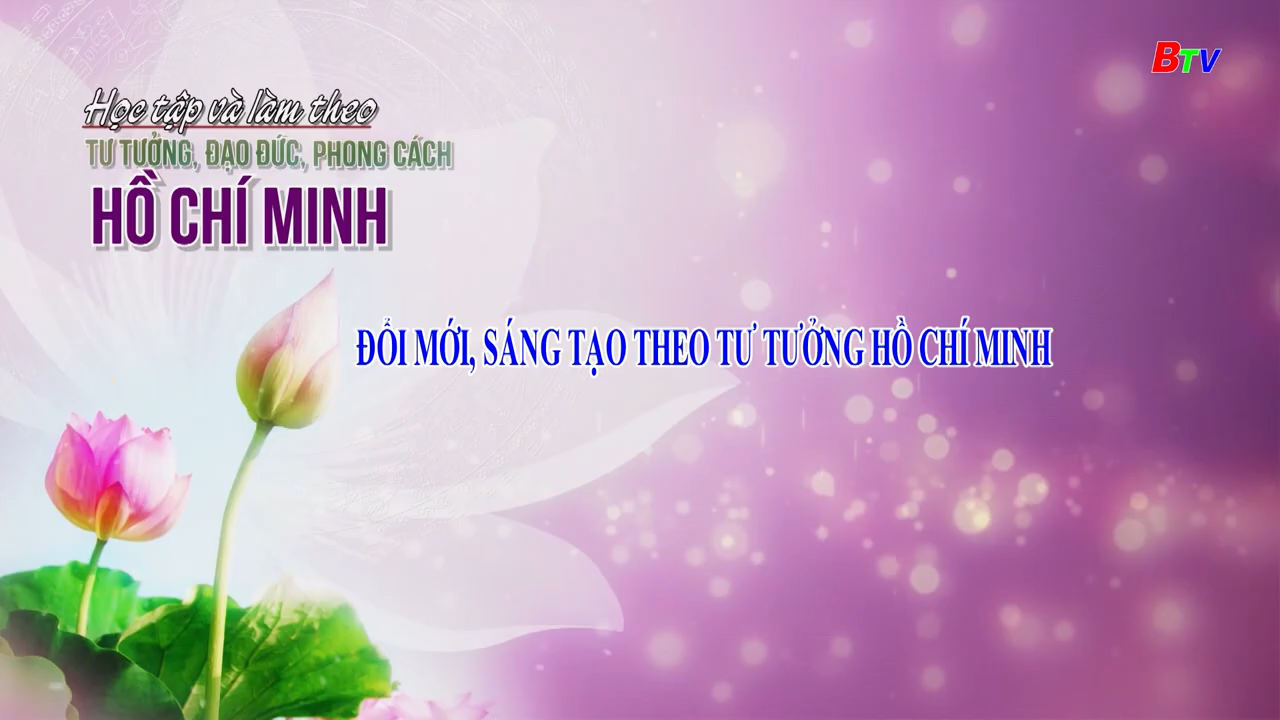 BTV
Học tập và làm theo
TƯ TƯỞNG, ĐẠO ĐỨC, PHONG CÁCH
HỒ CHÍ MINH
ĐỔI MỚI, SÁNG TẠO THEO TƯ TƯỞNG HỒ CHÍ MINH